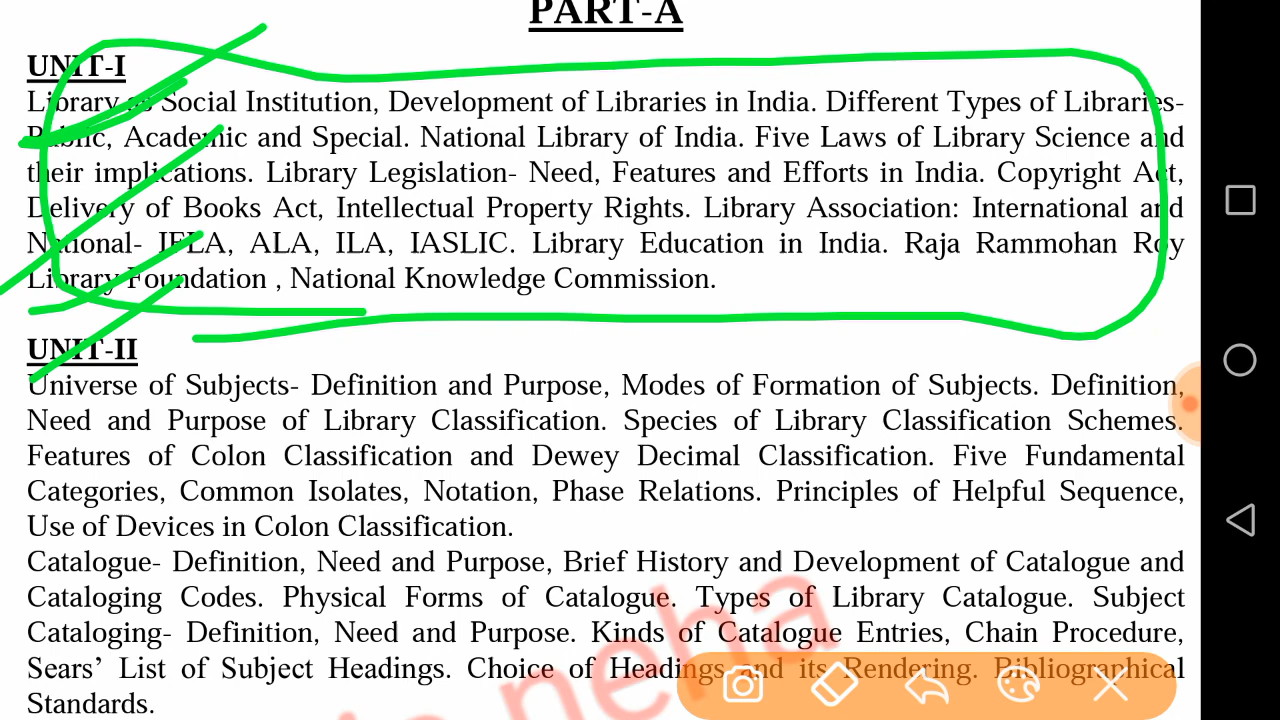 PART-A
UNIT-I
Library as Social Institution, Development of Libraries in India. Different Types of Libraries-
Public, Academic and Special. National Library of India. Five Laws of Library Science and
their implications. Library Legislation- Need, Features and Efforts in India. Copyright Act,
Delivery of Books Act, Intellectual Property Rights. Library Association: International and
National- IFLA, ALA, ILA, IASLIC. Library Education in India. Raja Rammohan Roy
Library Foundation , National Knowledge Commission.
UNIT-II
Universe of Subjects- Definition and Purpose, Modes of Formation of Subjects. Definition,
Need and Purpose of Library Classification. Species of Library Classification Schemes.
Features of Colon Classification and Dewey Decimal Classification. Five Fundamental
Categories, Common Isolates, Notation, Phase Relations. Principles of Helpful Sequence,
Use of Devices in Colon Classification.
Catalogue- Definition, Need and Purpose, Brief History and Development of Catalogue and
Cataloging Codes. Physical Forms of Catalogue. Types of Library Catalogue. Subject
Cataloging- Definition, Need and Purpose. Kinds of Catalogue Entries, Chain Procedure,
Sears’ List of Subject Headings. Choice of Headings and its Rendering. Bibliographical
Standards.
neha